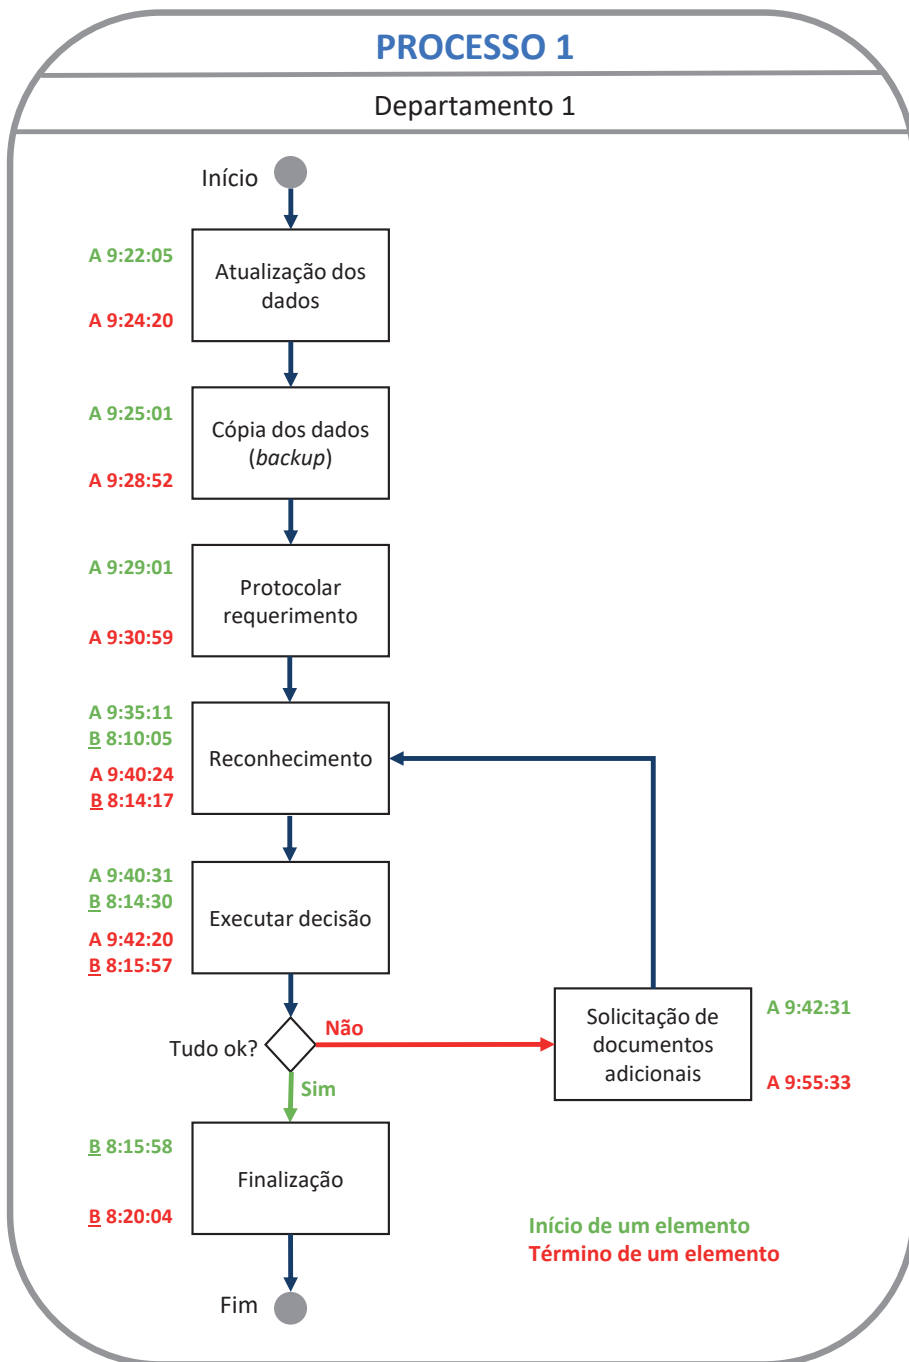 PROCESSO 1
Departamento 1
Início
A 9:22:05
Atualização dos
dados
A 9:24:20
A 9:25:01
Cópia dos dados
(backup)
A 9:28:52
A 9:29:01
Protocolar
requerimento
A 9:30:59
A 9:35:11
B 8:10:05
Reconhecimento
A 9:40:24
B 8:14:17
A 9:40:31
B 8:14:30
Executar decisão
A 9:42:20
B 8:15:57
Tudo ok?
Não
Solicitação de
documentos
adicionais
A 9:42:31
A 9:55:33
Sim
B 8:15:58
Finalização
B 8:20:04
Início de um elemento
Término de um elemento
Fim